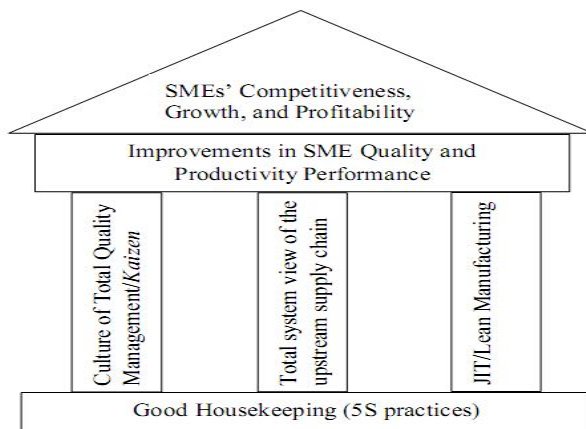 SMEs' Competitiveness,
Growth, and Profitability
Improvements in SME Quality and
Productivity Performance
Culture of Total Quality
Management/Kaizen
Total system view of the
upstream supply chain
JIT/Lean Manufacturing
Good Housekeeping (5S practices)